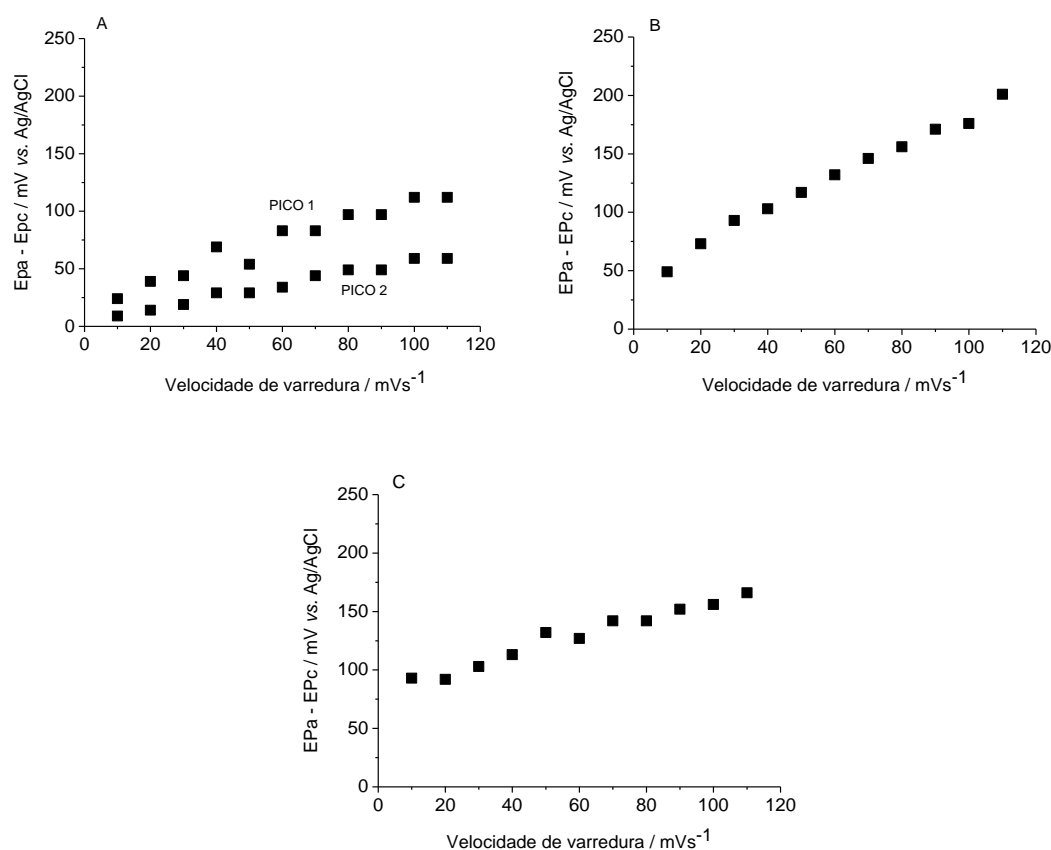 A
250
200
150
100
50
0
Epa - Epc / mV vs. Ag/AgCl
PICO 1
PICO 2
0 20 40 60 80 100 120
Velocidade de varredura / mVs-1
B
250
200
150
100
50
0
EPa - EPc / mV vs. Ag/AgCl
0 20 40 60 80 100 120
Velocidade de varredura / mVs-1
C
250
200
150
100
50
0
EPa - EPc / mV vs. Ag/AgCl
0 20 40 60 80 100 120
Velocidade de varredura / mVs-1